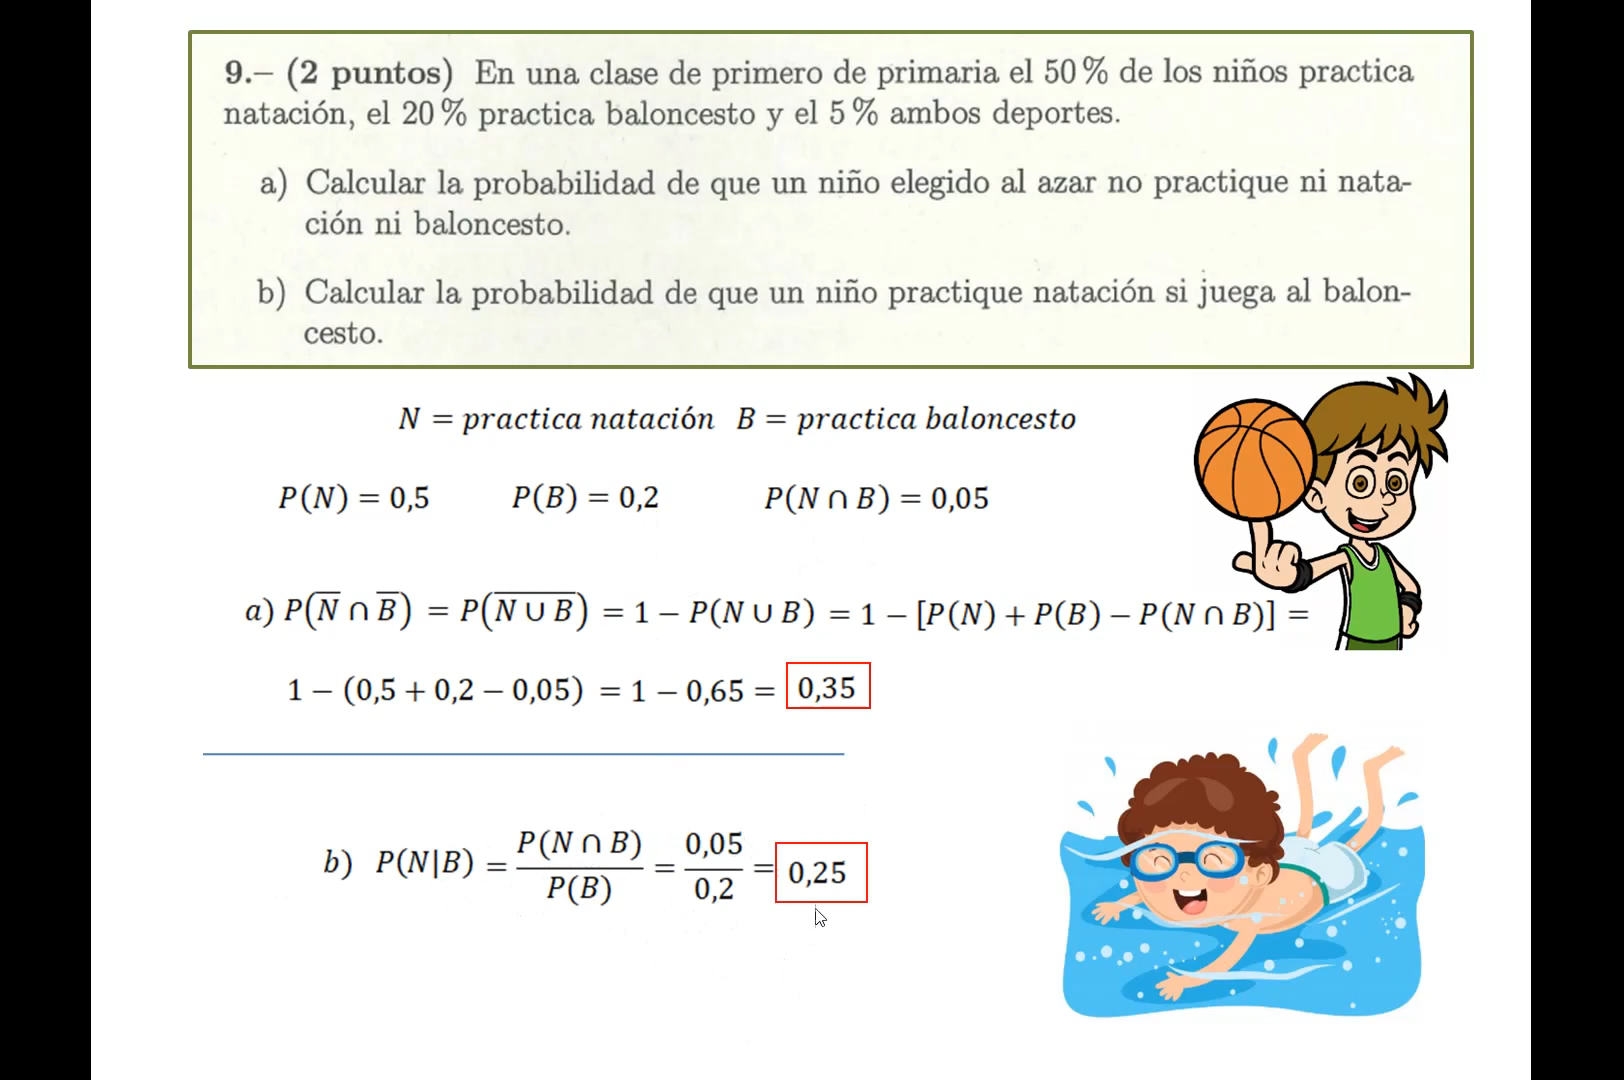 9.– (2 puntos) En una clase de primero de primaria el 50 % de los niños practica
natación, el 20 % practica baloncesto y el 5 % ambos deportes.
a) Calcular la probabilidad de que un niño elegido al azar no practique ni nata-
ción ni baloncesto.
b) Calcular la probabilidad de que un niño practique natación si juega al balon-
cesto.
N = practica natación B = practica baloncesto
P(N) = 0,5 P(B) = 0,2 P(N ∩ B) = 0,05
a) P(N̅ ∩ B̅) = P(N ∪ B)̅ = 1 − P(N ∪ B) = 1 − [P(N) + P(B) − P(N ∩ B)] =
1 − (0,5 + 0,2 − 0,05) = 1 − 0,65 = 0,35
b) P(N|B) = P(N ∩ B) / P(B) = 0,05 / 0,2 = 0,25